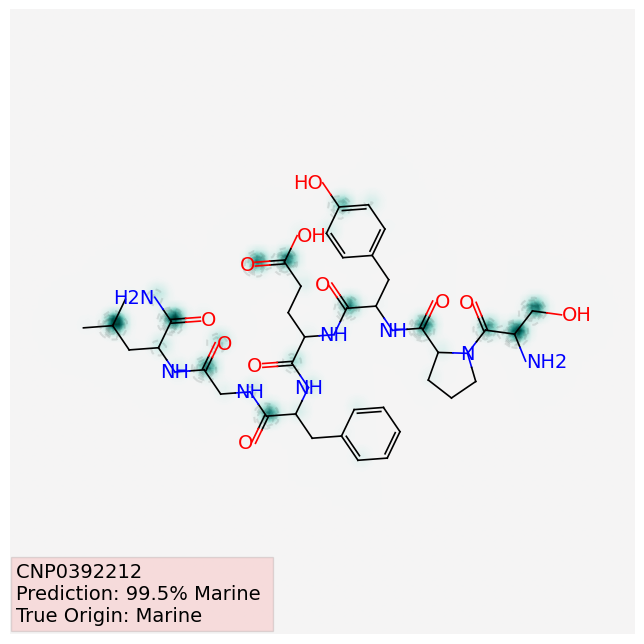 HO
OH
O
O
H2N
O
O
O
OH
O
NH
NH
N
NH2
NH
O
NH
NH
O
CNP0392212
Prediction: 99.5% Marine
True Origin: Marine